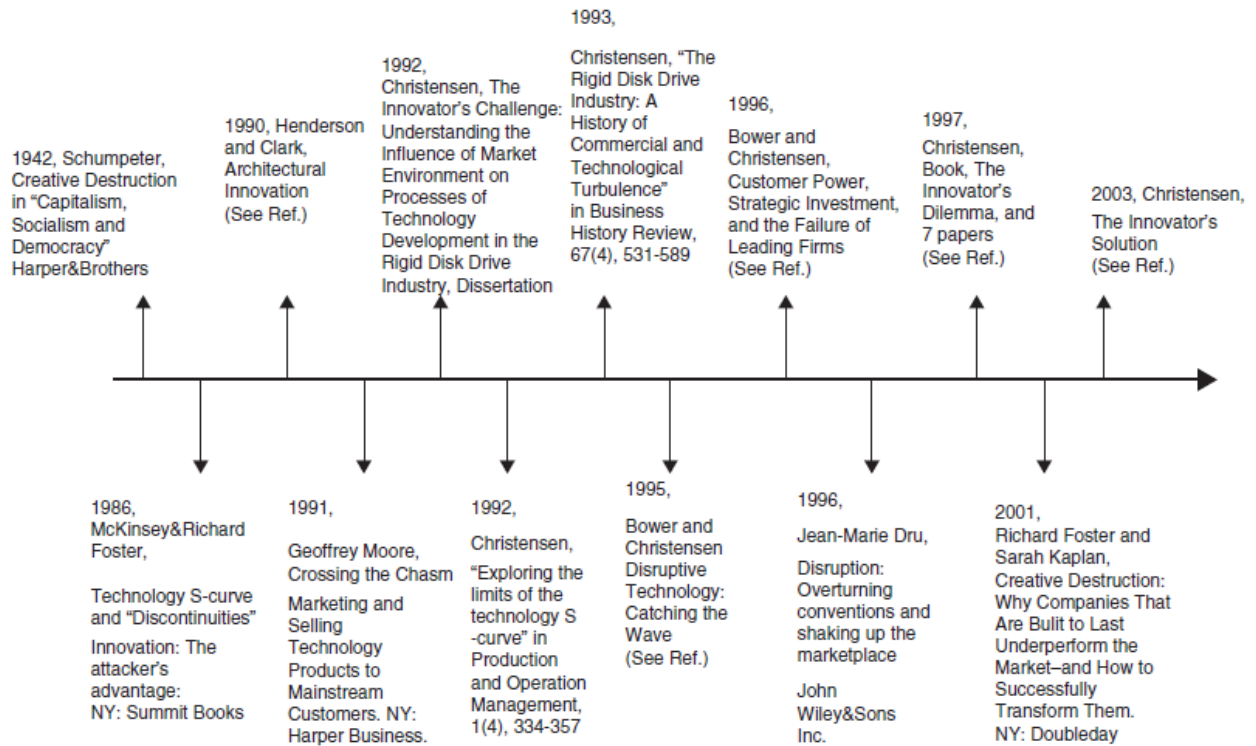 1942, Schumpeter,
Creative Destruction
in “Capitalism,
Socialism and
Democracy”
Harper&Brothers
1990, Henderson
and Clark,
Architectural
Innovation
(See Ref.)
1992,
Christensen, The
Innovator’s Challenge:
Understanding the
Influence of Market
Environment on
Processes of
Technology
Development in the
Rigid Disk Drive
Industry, Dissertation
1993,
Christensen, “The
Rigid Disk Drive
Industry: A
History of
Commercial and
Technological
Turbulence”
in Business
History Review,
67(4), 531-589
1996,
Bower and
Christensen,
Customer Power,
Strategic Investment,
and the Failure of
Leading Firms
(See Ref.)
1997,
Christensen,
Book, The
Innovator’s
Dilemma, and
7 papers
(See Ref.)
2003, Christensen,
The Innovator’s
Solution
(See Ref.)
1986,
McKinsey&Richard
Foster,
Technology S-curve
and “Discontinuities”
Innovation: The
attacker’s
advantage:
NY: Summit Books
1991,
Geoffrey Moore,
Crossing the Chasm
Marketing and
Selling
Technology
Products to
Mainstream
Customers. NY:
Harper Business.
1992,
Christensen,
“Exploring the
limits of the
technology S
-curve” in
Production
and Operation
Management,
1(4), 334-357
1995,
Bower and
Christensen
Disruptive
Technology:
Catching the
Wave
(See Ref.)
1996,
Jean-Marie Dru,
Disruption:
Overturning
conventions and
shaking up the
marketplace
John
Wiley&Sons
Inc.
2001,
Richard Foster and
Sarah Kaplan,
Creative Destruction:
Why Companies That
Are Bulit to Last
Underperform the
Market–and How to
Successfully
Transform Them.
NY: Doubleday